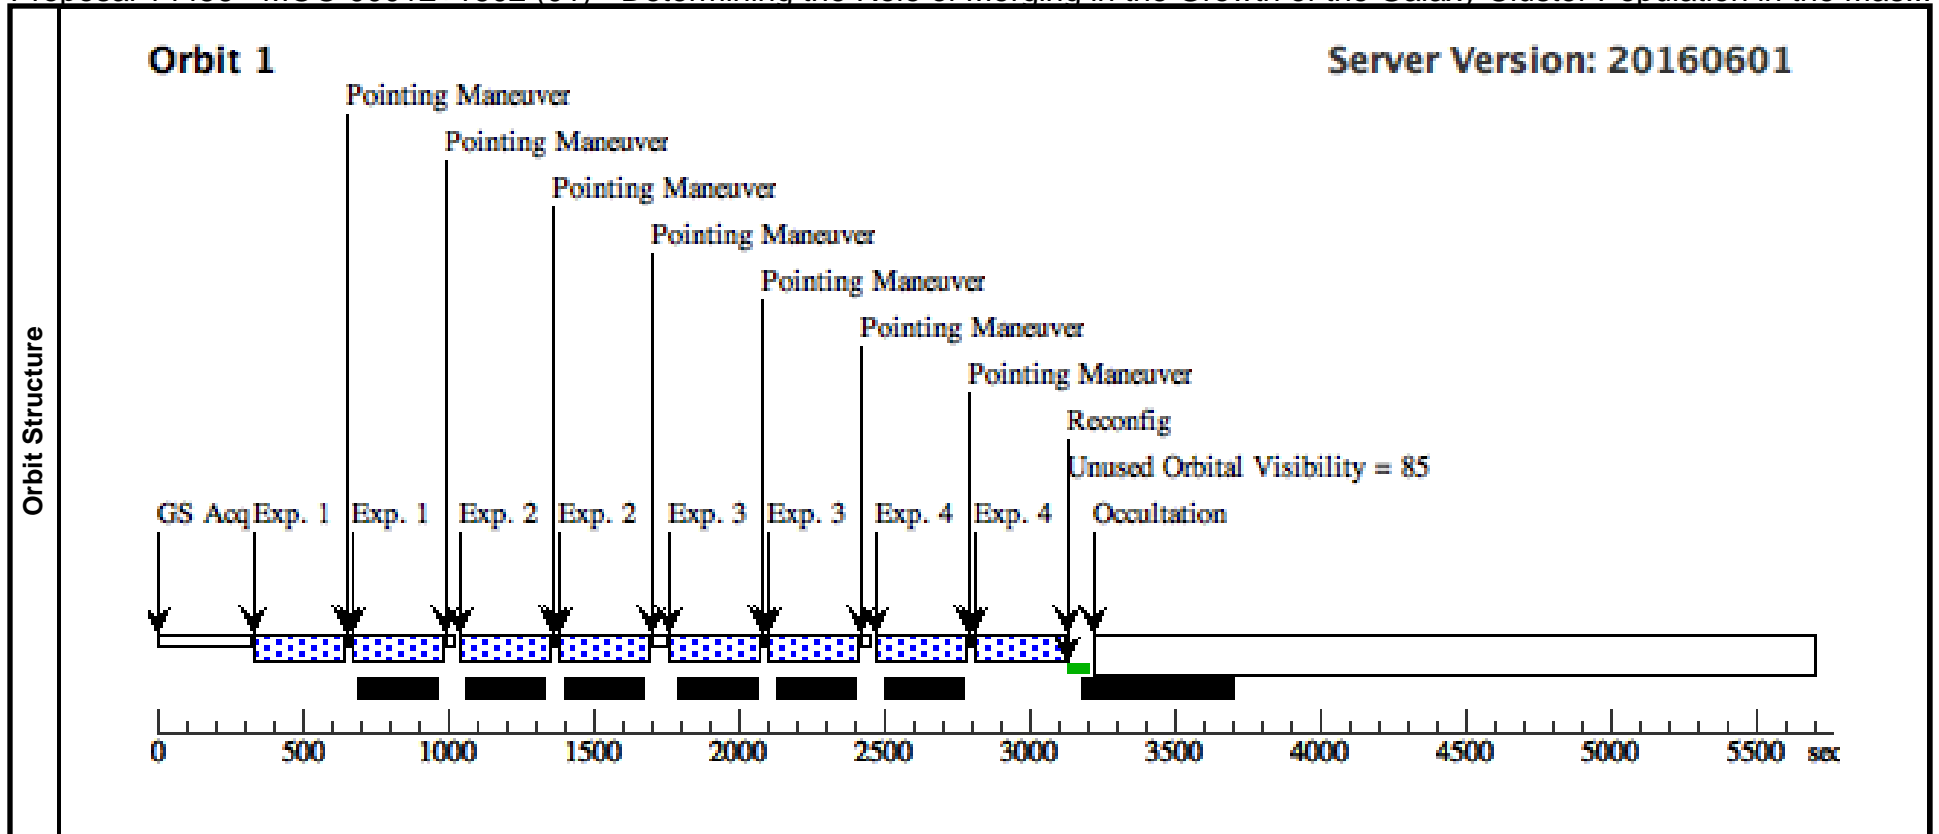 Orbit 1
Server Version: 20160601
Pointing Maneuver
Pointing Maneuver
Pointing Maneuver
Pointing Maneuver
Pointing Maneuver
Pointing Maneuver
Pointing Maneuver
Reconfig
Unused Orbital Visibility = 85
GS Acq Exp. 1 Exp. 1 Exp. 2 Exp. 2 Exp. 3 Exp. 3 Exp. 4 Exp. 4 Occultation
Orbit Structure
0 500 1000 1500 2000 2500 3000 3500 4000 4500 5000 5500 sec